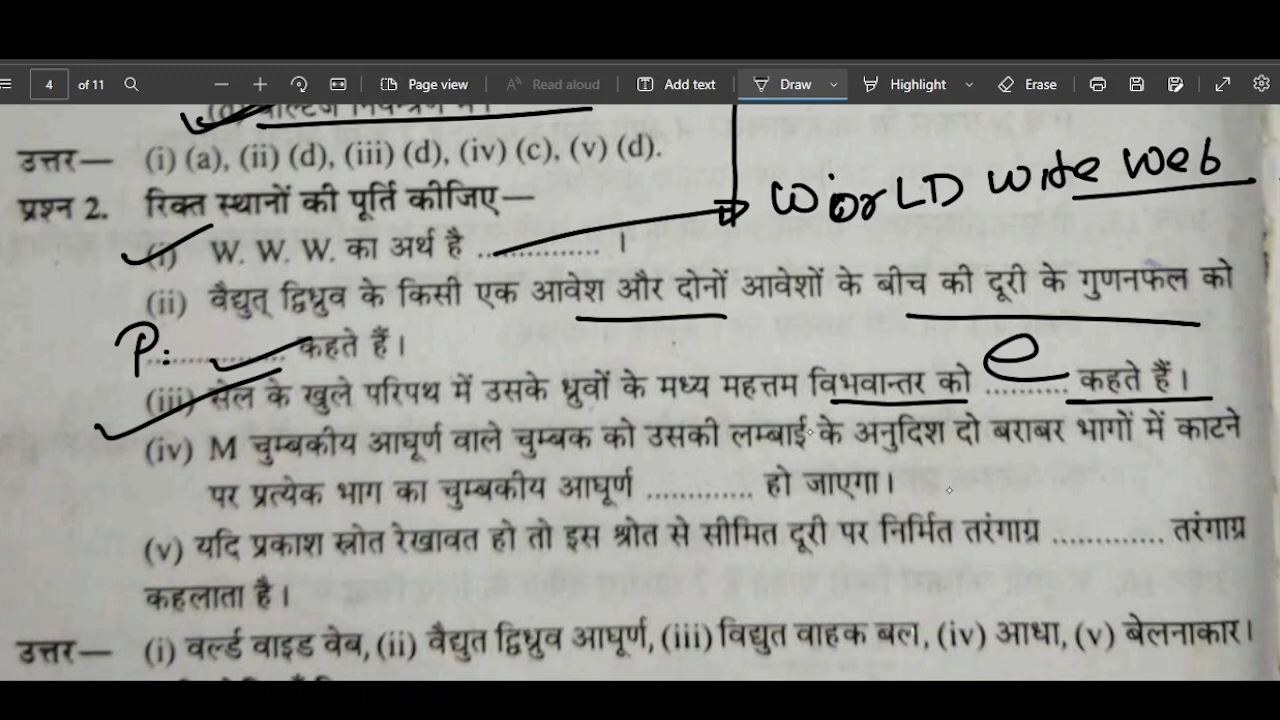 4 of 11 Page view Read aloud Add text Draw Highlight Erase
उत्तर— (i) (a), (ii) (d), (iii) (d), (iv) (c), (v) (d).
WorLD Wide Web
प्रश्न 2. रिक्त स्थानों की पूर्ति कीजिए—
(i) W. W. W. का अर्थ है .............. ।
(ii) वैद्युत् द्विध्रुव के किसी एक आवेश और दोनों आवेशों के बीच की दूरी के गुणनफल को
P. .............. कहते हैं।
(iii) सेल के खुले परिपथ में उसके ध्रुवों के मध्य महत्तम विभवान्तर को e .......... कहते हैं।
(iv) M चुम्बकीय आघूर्ण वाले चुम्बक को उसकी लम्बाई के अनुदिश दो बराबर भागों में काटने
पर प्रत्येक भाग का चुम्बकीय आघूर्ण ............. हो जाएगा।
(v) यदि प्रकाश स्रोत रेखावत हो तो इस श्रोत से सीमित दूरी पर निर्मित तरंगाग्र ............. तरंगाग्र
कहलाता है।
उत्तर— (i) वर्ल्ड वाइड वेब, (ii) वैद्युत द्विध्रुव आघूर्ण, (iii) विद्युत वाहक बल, (iv) आधा, (v) बेलनाकार।